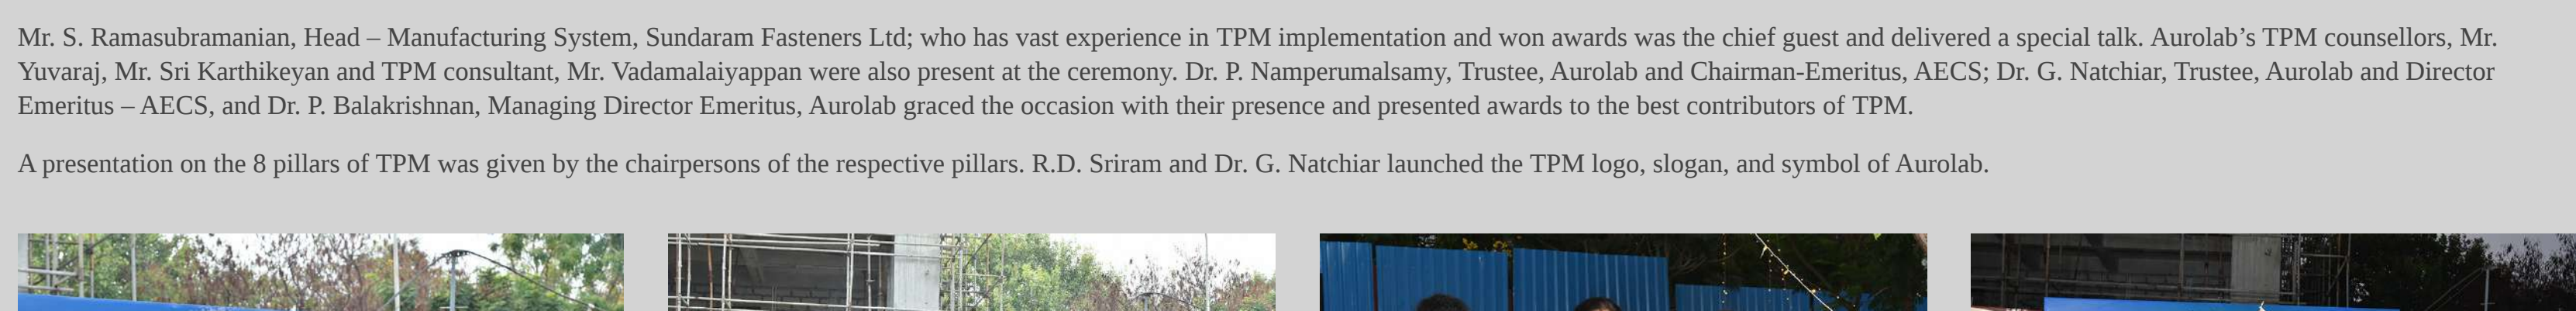 Mr. S. Ramasubramanian, Head – Manufacturing System, Sundaram Fasteners Ltd; who has vast experience in TPM implementation and won awards was the chief guest and delivered a special talk. Aurolab’s TPM counsellors, Mr.
Yuvaraj, Mr. Sri Karthikeyan and TPM consultant, Mr. Vadamalaiyappan were also present at the ceremony. Dr. P. Namperumalsamy, Trustee, Aurolab and Chairman-Emeritus, AECS; Dr. G. Natchiar, Trustee, Aurolab and Director
Emeritus – AECS, and Dr. P. Balakrishnan, Managing Director Emeritus, Aurolab graced the occasion with their presence and presented awards to the best contributors of TPM.
A presentation on the 8 pillars of TPM was given by the chairpersons of the respective pillars. R.D. Sriram and Dr. G. Natchiar launched the TPM logo, slogan, and symbol of Aurolab.